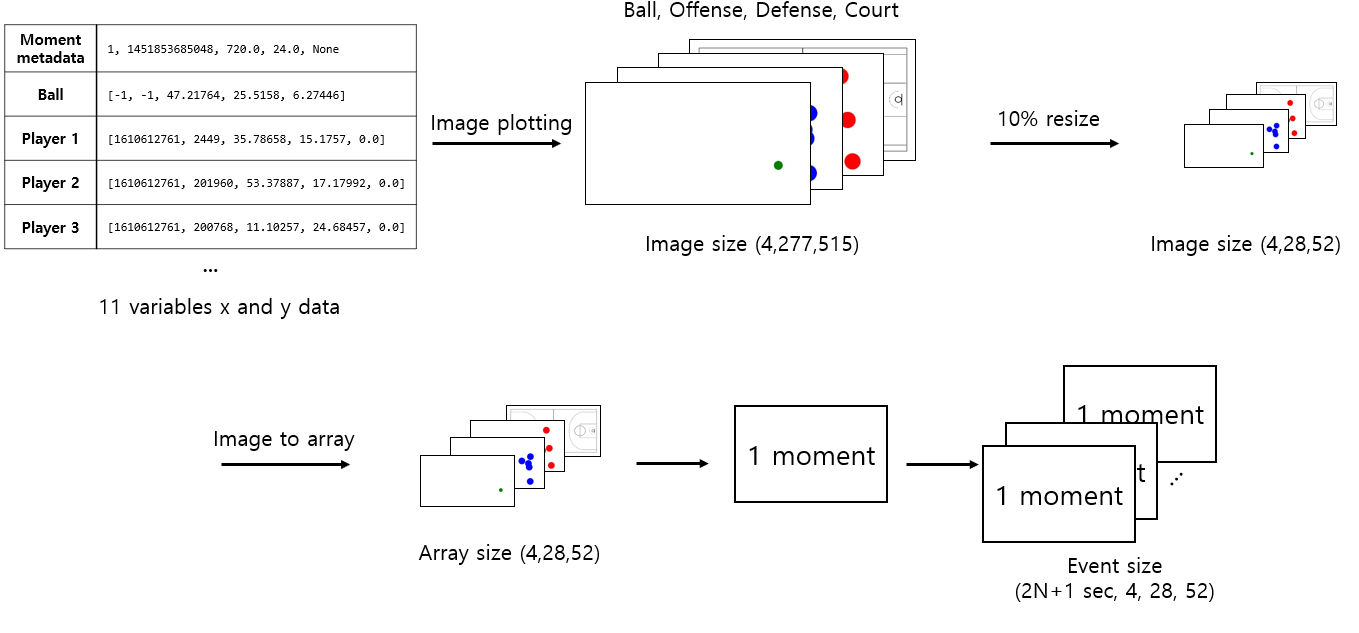 Ball, Offense, Defense, Court
Moment metadata
1, 1451853685048, 720.0, 24.0, None
Ball
[-1, -1, 47.21764, 25.5158, 6.27446]
Player 1
[1610612761, 2449, 35.78658, 15.1757, 0.0]
Player 2
[1610612761, 201960, 53.37887, 17.17992, 0.0]
Player 3
[1610612761, 200768, 11.10257, 24.68457, 0.0]
...
11 variables x and y data
Image plotting
Image size (4,277,515)
10% resize
Image size (4,28,52)
Image to array
Array size (4,28,52)
1 moment
1 moment
t
1 moment
...
Event size
(2N+1 sec, 4, 28, 52)